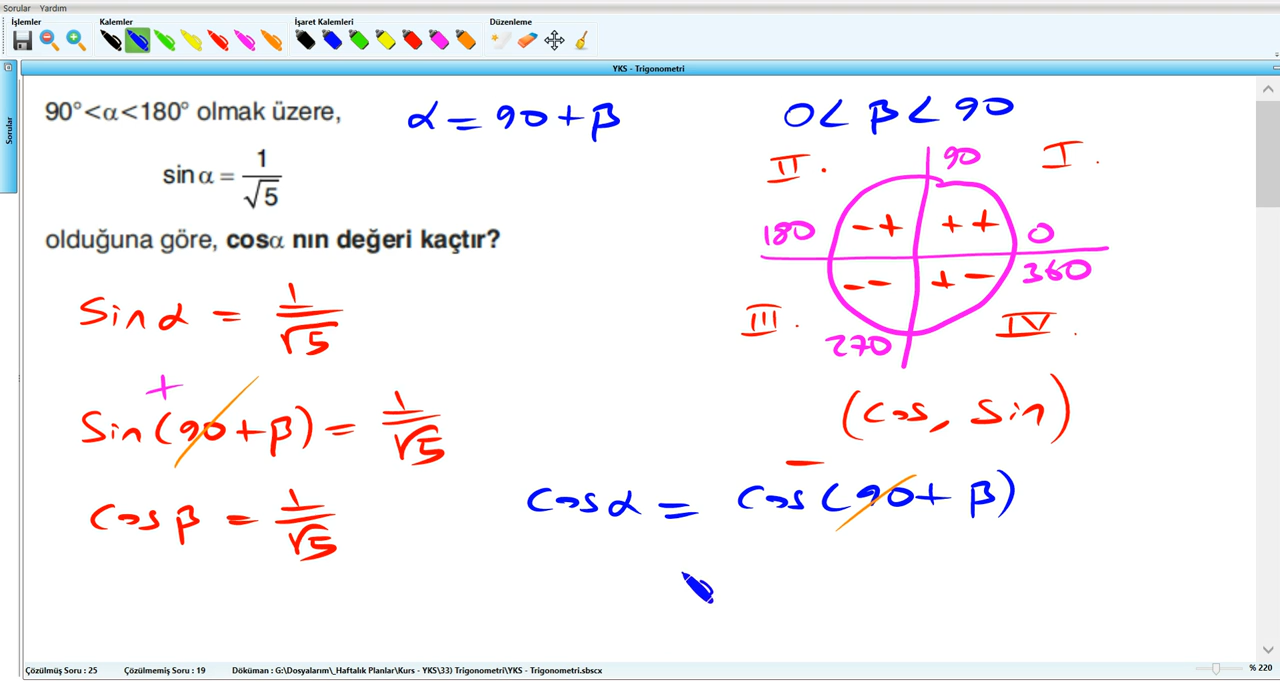 Sorular Yardım
İşlemler Kalemler İşaret Kalemleri Düzenleme
YKS - Trigonometri
Sorular
90°<α<180° olmak üzere,
sinα = 1/√5
olduğuna göre, cosα nın değeri kaçtır?
α = 90 + β
0 < β < 90
II. 90 I.
180 - + + + 0
- - + - 360
III. 270 IV.
(cos, sin)
Sin α = 1/√5
+
Sin(90+β) = 1/√5
cos β = 1/√5
-
cos α = cos(90+β)
Çözülmüş Soru : 25 Çözülmemiş Soru : 19 Döküman : G:\Dosyalarım\_Haftalık Planlar\Kurs - YKS\33) Trigonometri\YKS - Trigonometri.sbscx % 220